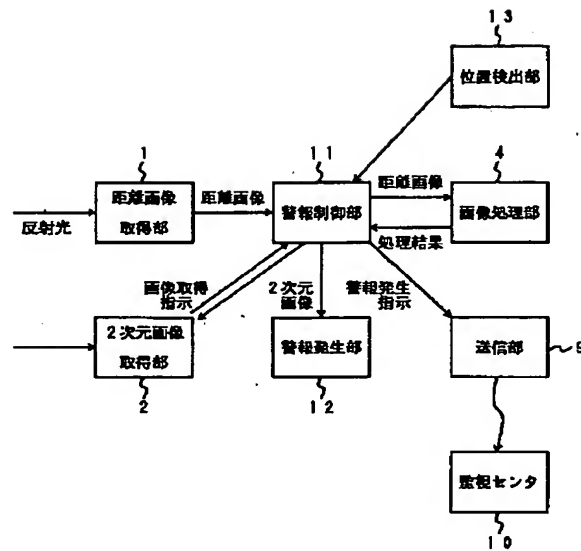 13
位置検出部
1
距離画像
取得部
反射光
距離画像
11
警報制御部
距離画像
処理結果
4
画像処理部
画像取得
指示
2次元
画像
警報発生
指示
2次元画像
取得部
2
警報発生部
12
送信部
監視センタ
10